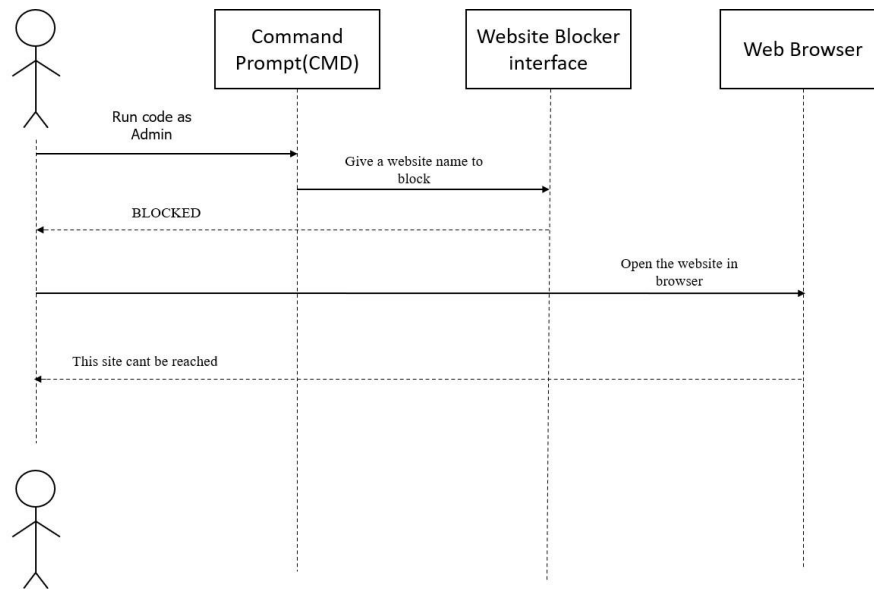 Command
Prompt(CMD)
Website Blocker
interface
Web Browser
Run code as
Admin
Give a website name to
block
BLOCKED
Open the website in
browser
This site cant be reached